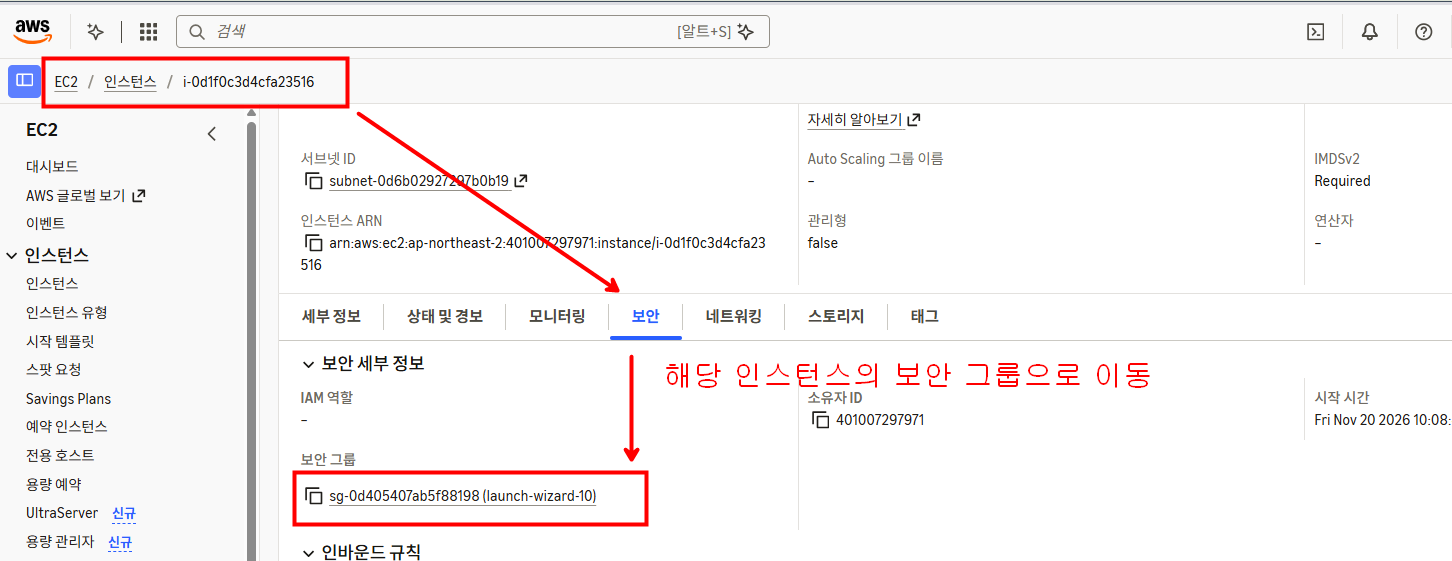 aws
검색
[알트+S]
EC2 / 인스턴스 / i-0d1f0c3d4cfa23516
EC2
대시보드
AWS 글로벌 보기
이벤트
인스턴스
인스턴스
인스턴스 유형
시작 템플릿
스팟 요청
Savings Plans
예약 인스턴스
전용 호스트
용량 예약
UltraServer 신규
용량 관리자 신규
자세히 알아보기
서브넷 ID
subnet-0d6b02927297b0b19
Auto Scaling 그룹 이름
–
IMDSv2
Required
인스턴스 ARN
arn:aws:ec2:ap-northeast-2:401007297971:instance/i-0d1f0c3d4cfa23
516
관리형
false
연산자
–
세부 정보
상태 및 경보
모니터링
보안
네트워킹
스토리지
태그
보안 세부 정보
해당 인스턴스의 보안 그룹으로 이동
IAM 역할
–
소유자 ID
401007297971
시작 시간
Fri Nov 20 2026 10:08:
보안 그룹
sg-0d405407ab5f88198 (launch-wizard-10)
인바운드 규칙